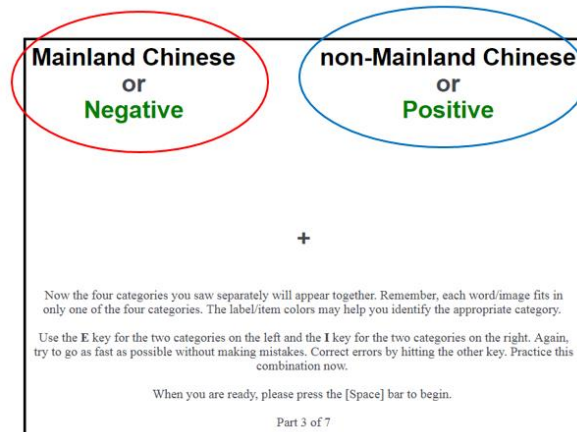 Mainland Chinese
or
Negative
non-Mainland Chinese
or
Positive
+
Now the four categories you saw separately will appear together. Remember, each word/image fits in
only one of the four categories. The label/item colors may help you identify the appropriate category.
Use the E key for the two categories on the left and the I key for the two categories on the right. Again,
try to go as fast as possible without making mistakes. Correct errors by hitting the other key. Practice this
combination now.
When you are ready, please press the [Space] bar to begin.
Part 3 of 7